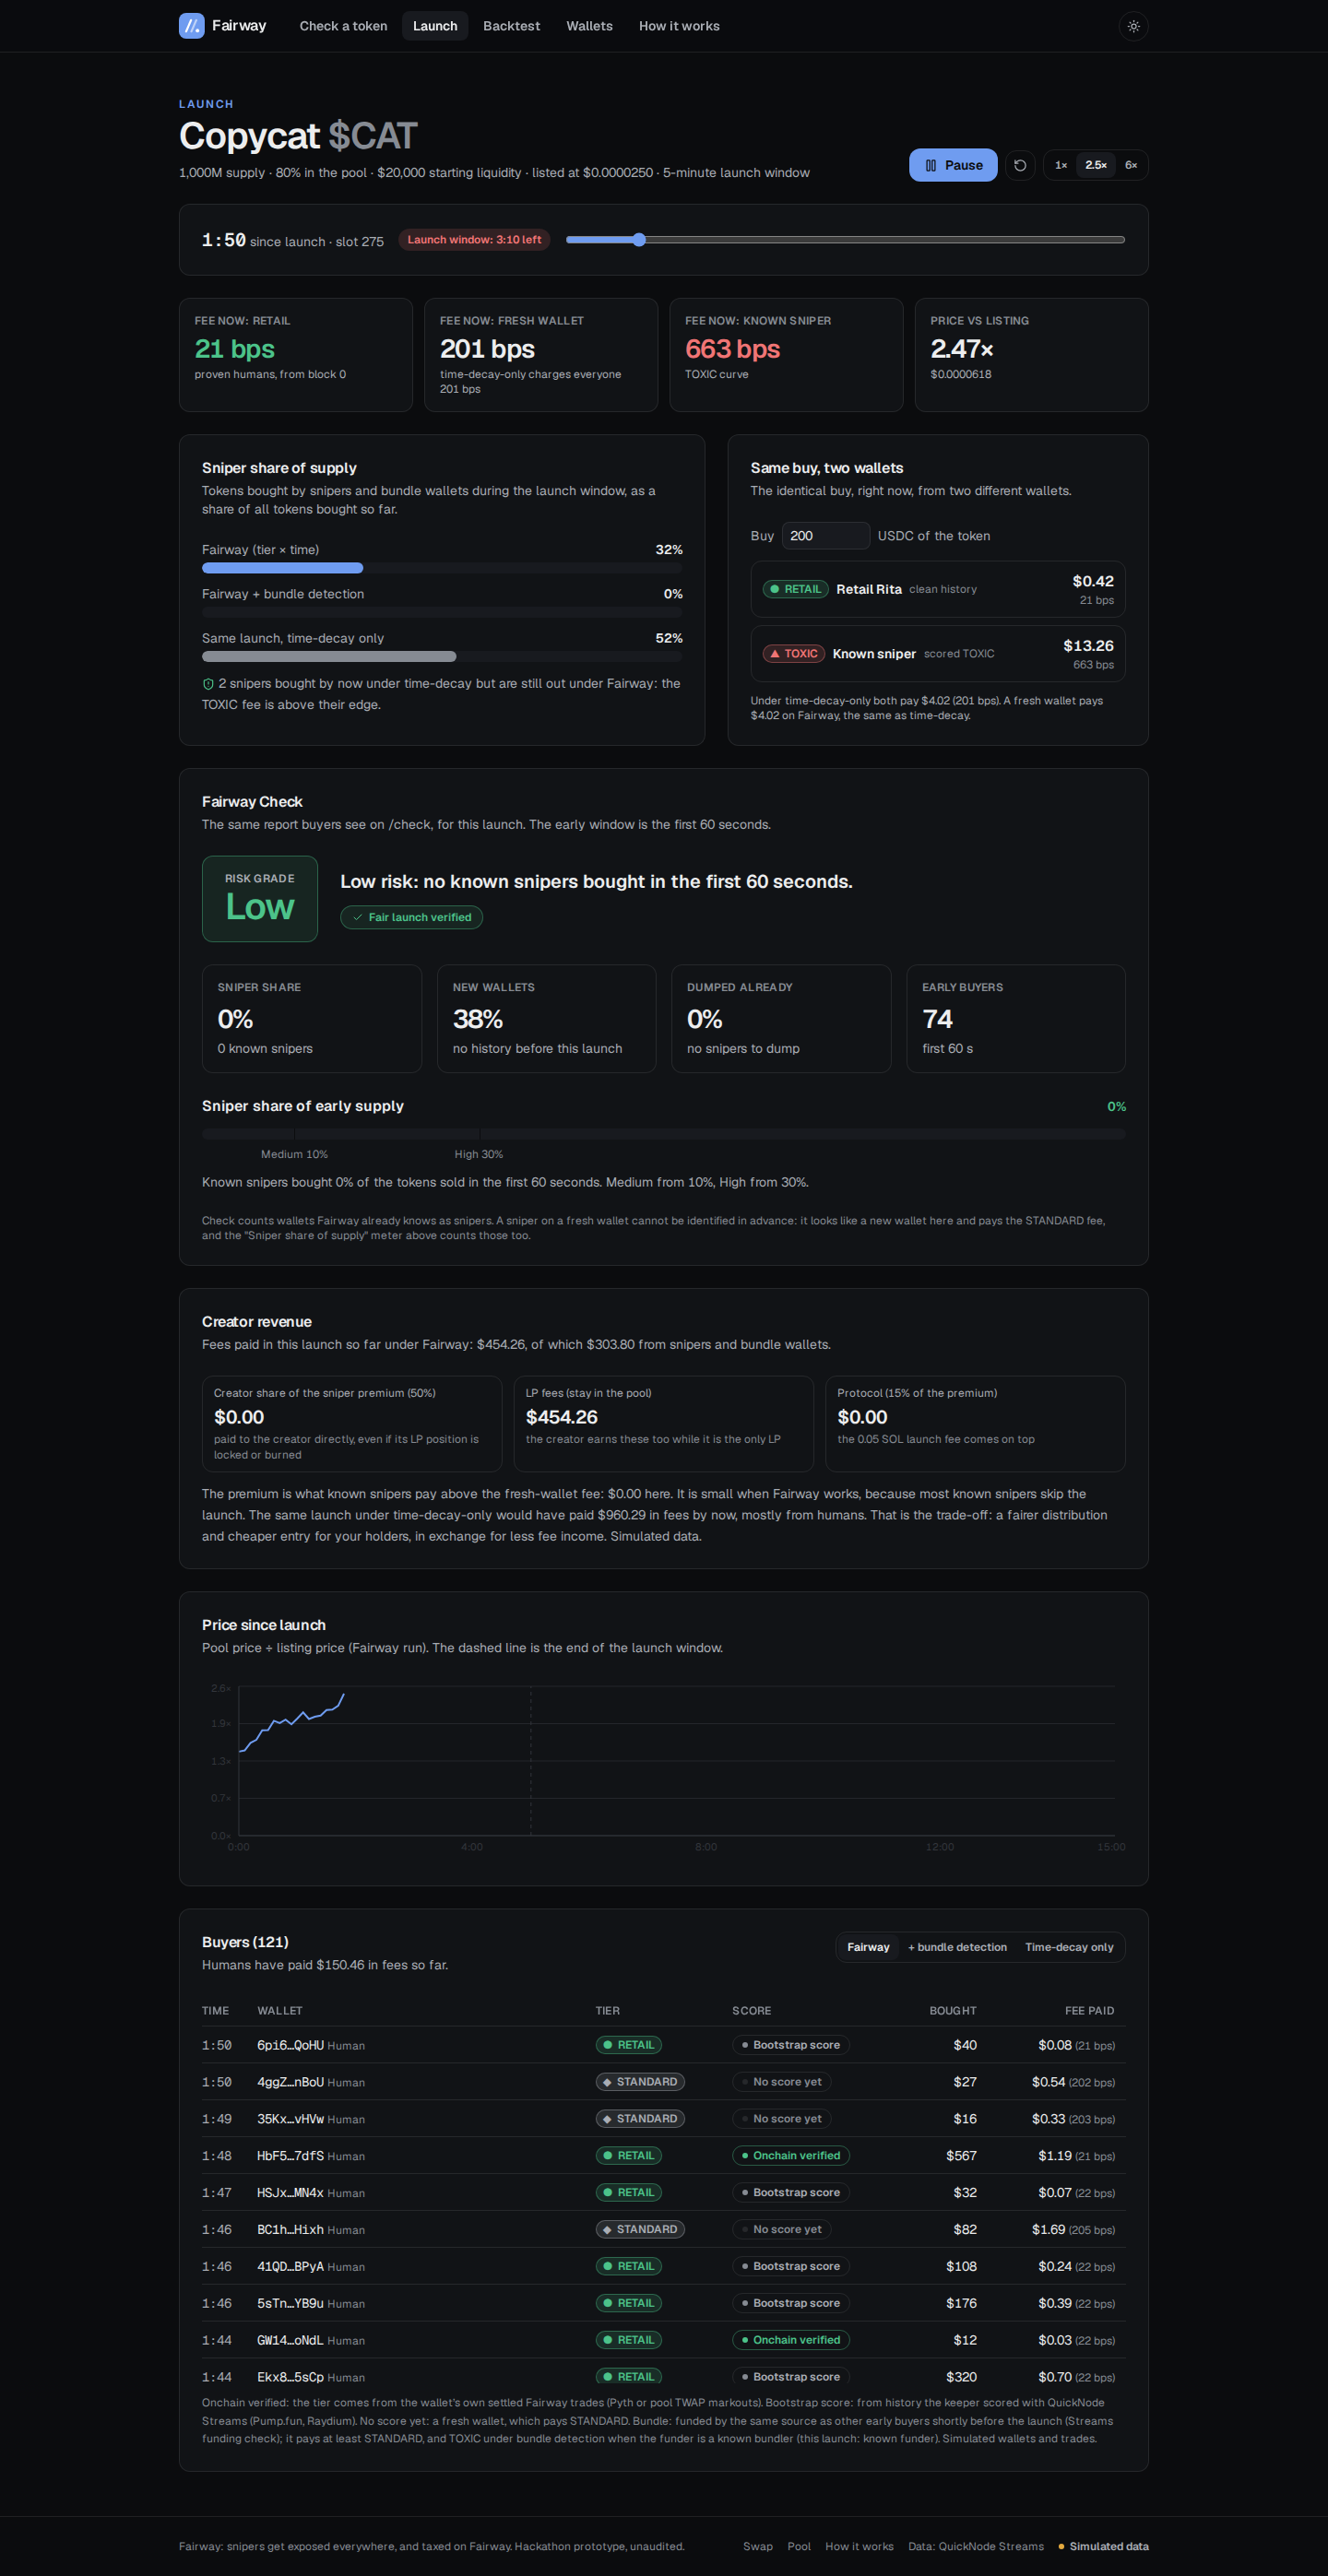 Fairway
Check a token
Launch
Backtest
Wallets
How it works
LAUNCH
Copycat $CAT
1,000M supply · 80% in the pool · $20,000 starting liquidity · listed at $0.0000250 · 5-minute launch window
Pause
1×
2.5×
6×
1:50 since launch · slot 275
Launch window: 3:10 left
FEE NOW: RETAIL
21 bps
proven humans, from block 0
FEE NOW: FRESH WALLET
201 bps
time-decay-only charges everyone
201 bps
FEE NOW: KNOWN SNIPER
663 bps
TOXIC curve
PRICE VS LISTING
2.47×
$0.0000618
Sniper share of supply
Tokens bought by snipers and bundle wallets during the launch window, as a
share of all tokens bought so far.
Fairway (tier × time)
32%
Fairway + bundle detection
0%
Same launch, time-decay only
52%
2 snipers bought by now under time-decay but are still out under Fairway: the
TOXIC fee is above their edge.
Same buy, two wallets
The identical buy, right now, from two different wallets.
Buy 200 USDC of the token
RETAIL Retail Rita clean history
$0.42
21 bps
TOXIC Known sniper scored TOXIC
$13.26
663 bps
Under time-decay-only both pay $4.02 (201 bps). A fresh wallet pays
$4.02 on Fairway, the same as time-decay.
Fairway Check
The same report buyers see on /check, for this launch. The early window is the first 60 seconds.
RISK GRADE
Low
Low risk: no known snipers bought in the first 60 seconds.
Fair launch verified
SNIPER SHARE
0%
0 known snipers
NEW WALLETS
38%
no history before this launch
DUMPED ALREADY
0%
no snipers to dump
EARLY BUYERS
74
first 60 s
Sniper share of early supply
0%
Medium 10%
High 30%
Known snipers bought 0% of the tokens sold in the first 60 seconds. Medium from 10%, High from 30%.
Check counts wallets Fairway already knows as snipers. A sniper on a fresh wallet cannot be identified in advance: it looks like a new wallet here and pays the STANDARD fee,
and the "Sniper share of supply" meter above counts those too.
Creator revenue
Fees paid in this launch so far under Fairway: $454.26, of which $303.80 from snipers and bundle wallets.
Creator share of the sniper premium (50%)
$0.00
paid to the creator directly, even if its LP position is
locked or burned
LP fees (stay in the pool)
$454.26
the creator earns these too while it is the only LP
Protocol (15% of the premium)
$0.00
the 0.05 SOL launch fee comes on top
The premium is what known snipers pay above the fresh-wallet fee: $0.00 here. It is small when Fairway works, because most known snipers skip the
launch. The same launch under time-decay-only would have paid $960.29 in fees by now, mostly from humans. That is the trade-off: a fairer distribution
and cheaper entry for your holders, in exchange for less fee income. Simulated data.
Price since launch
Pool price ÷ listing price (Fairway run). The dashed line is the end of the launch window.
2.6×
1.9×
1.3×
0.7×
0.0×
0:00
4:00
8:00
12:00
15:00
Buyers (121)
Humans have paid $150.46 in fees so far.
Fairway
+ bundle detection
Time-decay only
TIME WALLET TIER SCORE BOUGHT FEE PAID
1:50 6pi6…QoHU Human RETAIL Bootstrap score $40 $0.08 (21 bps)
1:50 4ggZ…nBoU Human STANDARD No score yet $27 $0.54 (202 bps)
1:49 35Kx…vHVw Human STANDARD No score yet $16 $0.33 (203 bps)
1:48 HbF5…7dfS Human RETAIL Onchain verified $567 $1.19 (21 bps)
1:47 HSJx…MN4x Human RETAIL Bootstrap score $32 $0.07 (22 bps)
1:46 BC1h…Hixh Human STANDARD No score yet $82 $1.69 (205 bps)
1:46 41QD…BPyA Human RETAIL Bootstrap score $108 $0.24 (22 bps)
1:46 5sTn…YB9u Human RETAIL Bootstrap score $176 $0.39 (22 bps)
1:44 GW14…oNdL Human RETAIL Onchain verified $12 $0.03 (22 bps)
1:44 Ekx8…5sCp Human RETAIL Bootstrap score $320 $0.70 (22 bps)
Onchain verified: the tier comes from the wallet's own settled Fairway trades (Pyth or pool TWAP markouts). Bootstrap score: from history the keeper scored with QuickNode
Streams (Pump.fun, Raydium). No score yet: a fresh wallet, which pays STANDARD. Bundle: funded by the same source as other early buyers shortly before the launch (Streams
funding check); it pays at least STANDARD, and TOXIC under bundle detection when the funder is a known bundler (this launch: known funder). Simulated wallets and trades.
Fairway: snipers get exposed everywhere, and taxed on Fairway. Hackathon prototype, unaudited.
Swap
Pool
How it works
Data: QuickNode Streams
Simulated data